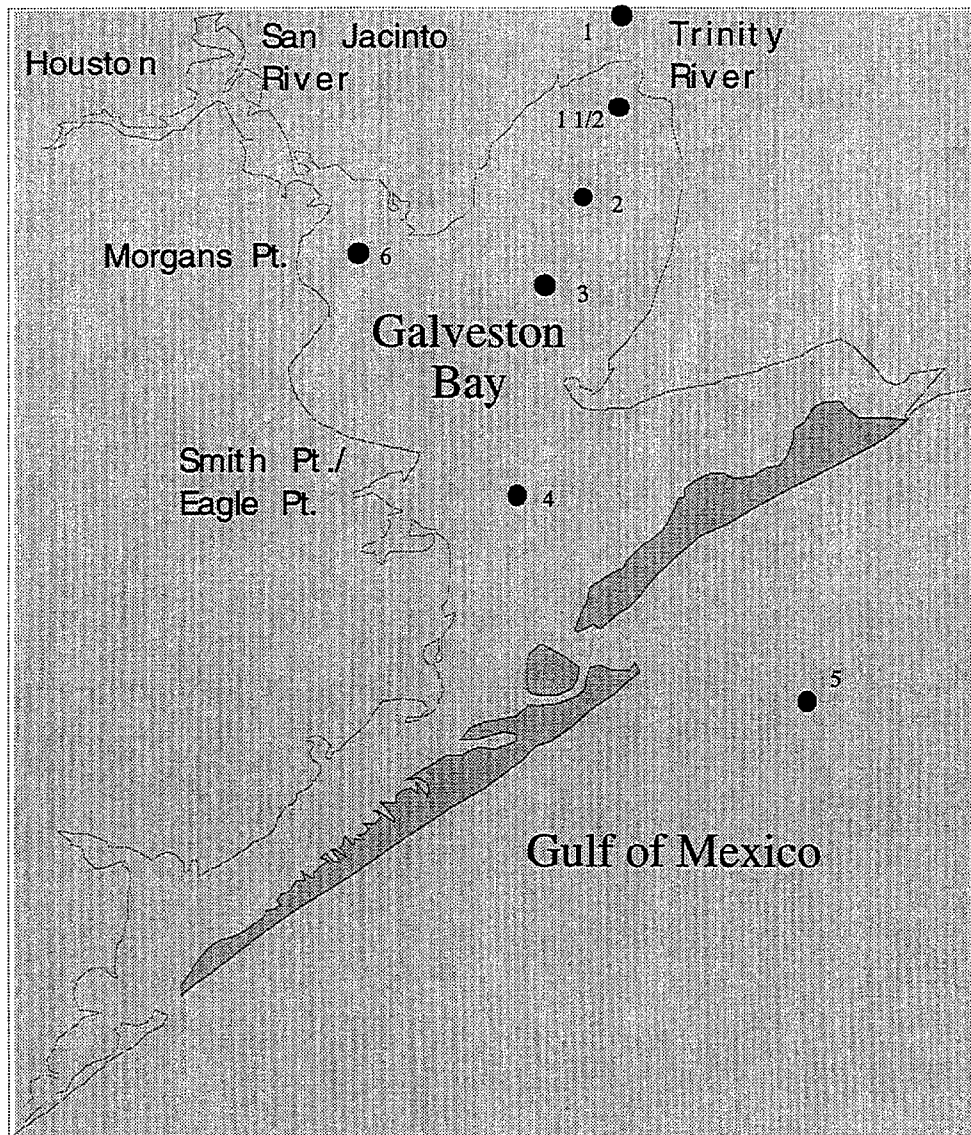 1
San Jacinto
River
Trinity
River
Houston
1 1/2
2
Morgans Pt.
6
3
Galveston
Bay
Smith Pt./
Eagle Pt.
4
5
Gulf of Mexico